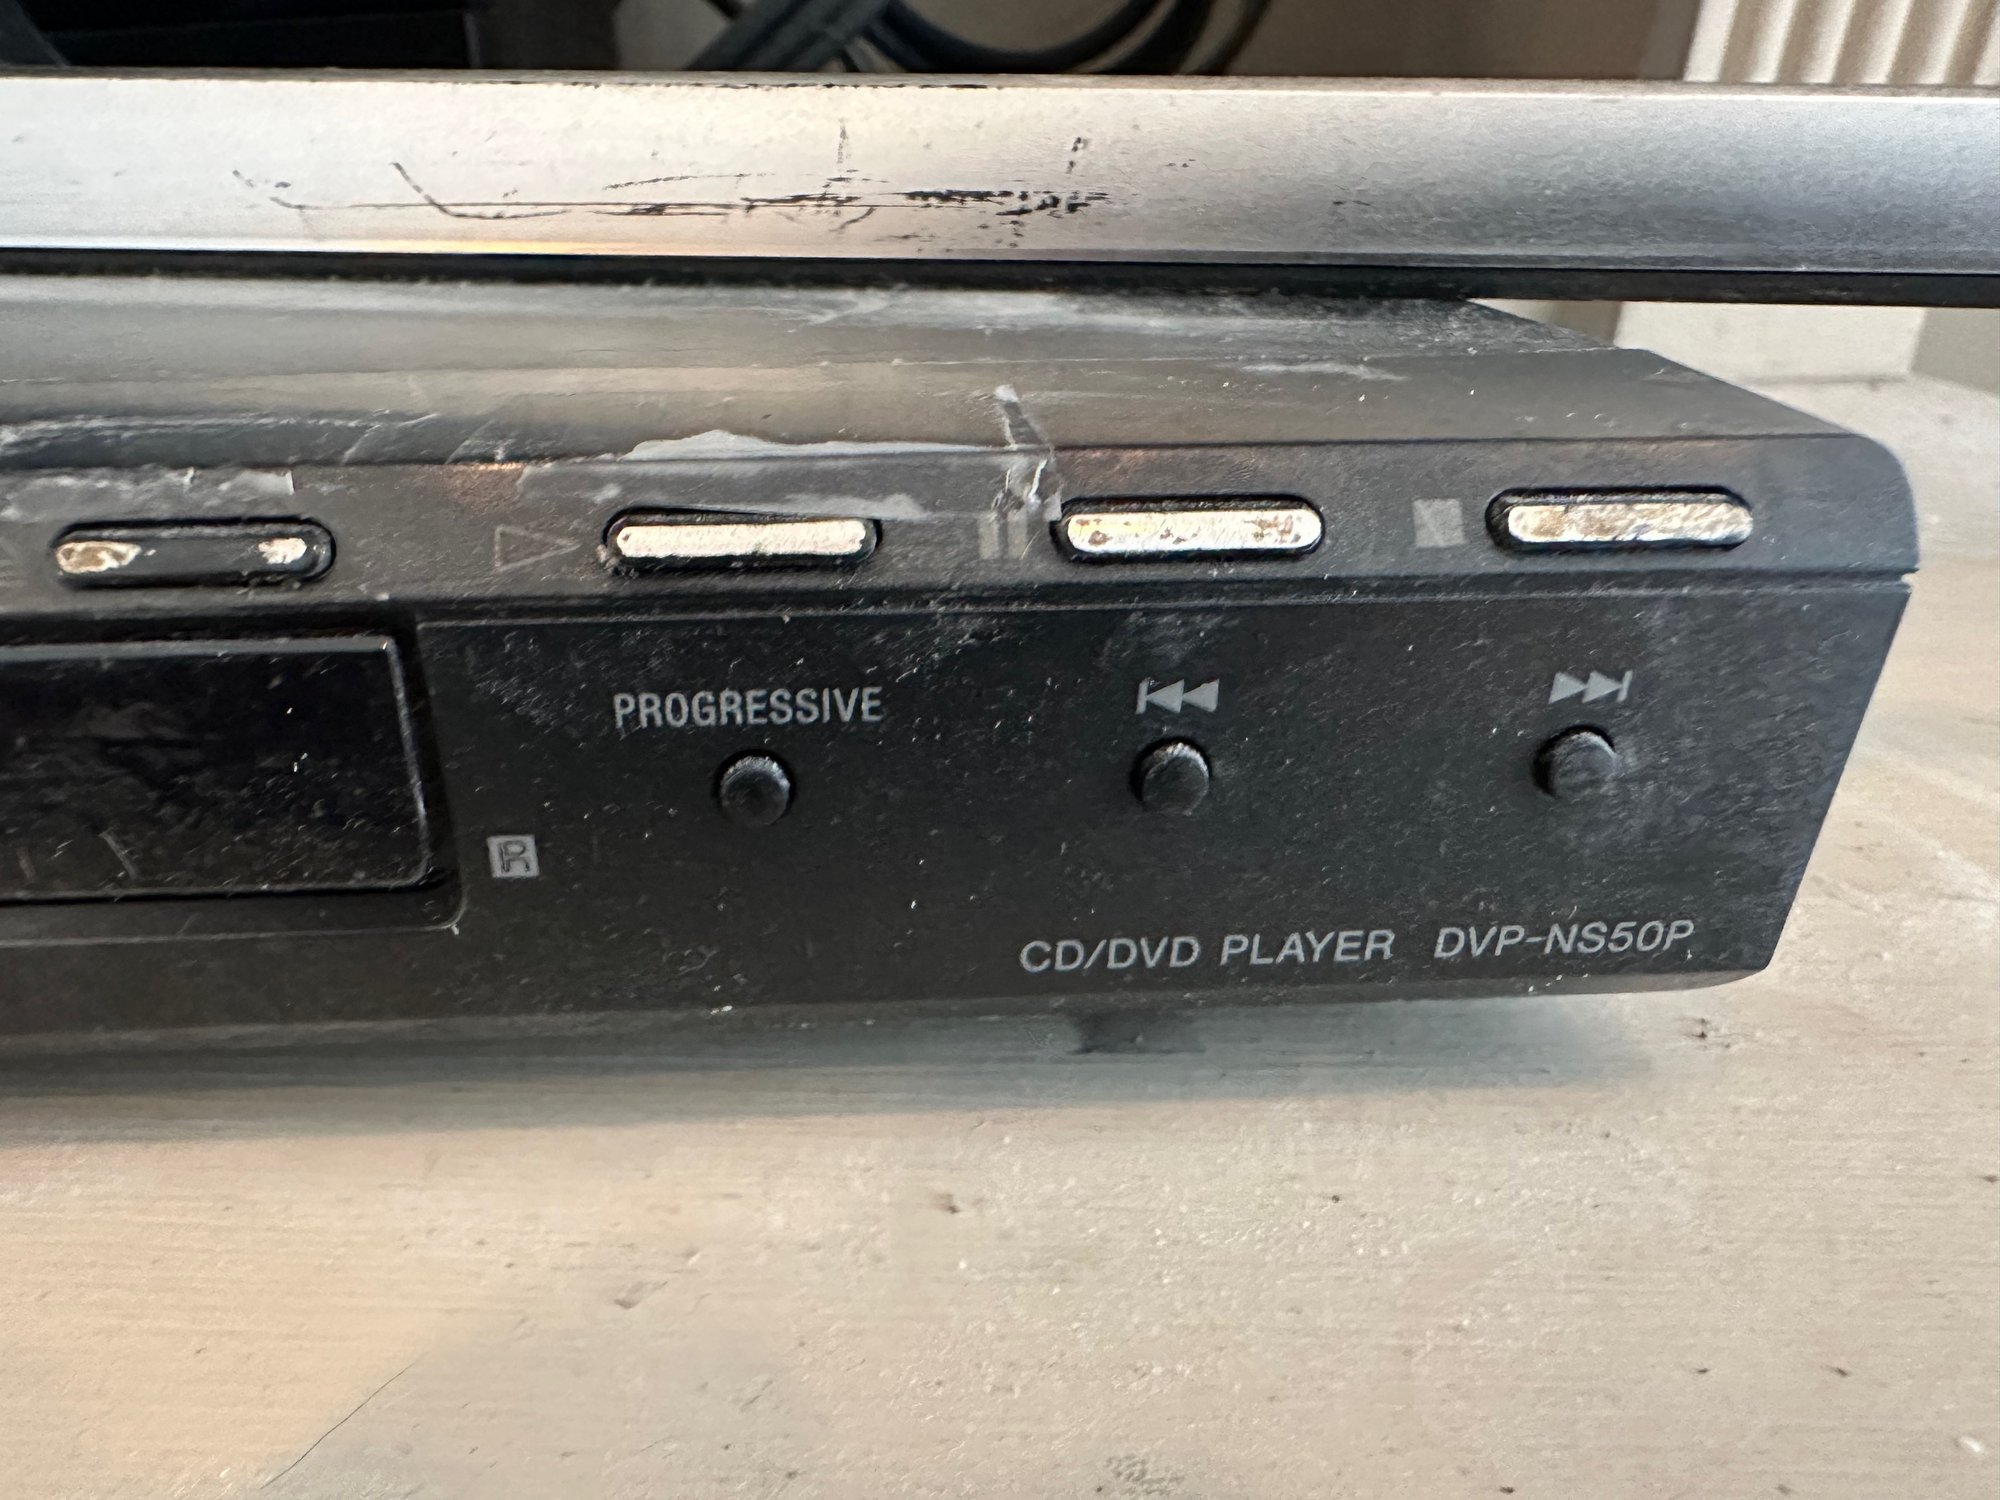 PROGRESSIVE
R
CD/DVD PLAYER DVP-NS50P